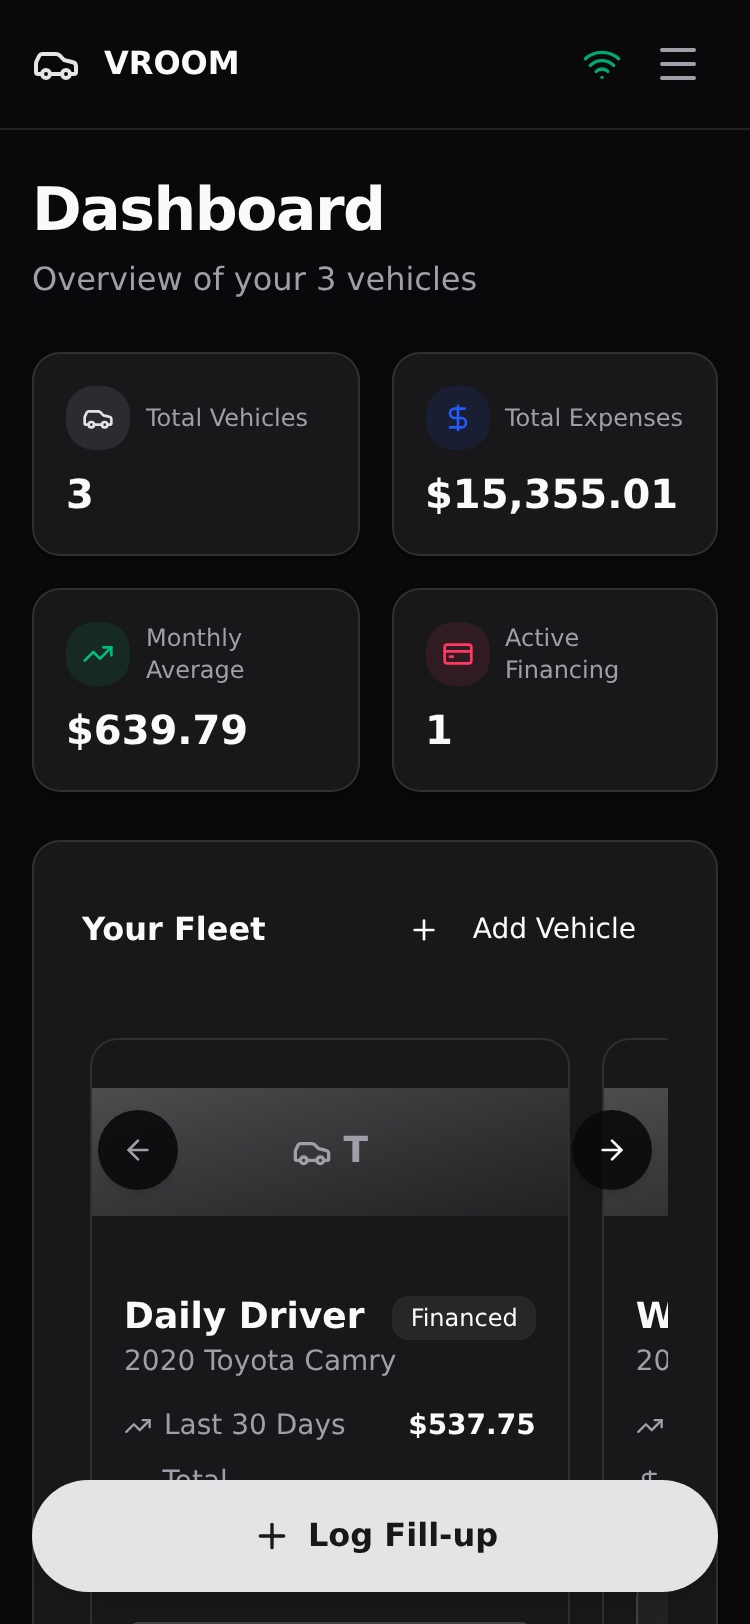 VROOM
Dashboard
Overview of your 3 vehicles
Total Vehicles
3
Total Expenses
$15,355.01
Monthly
Average
$639.79
Active
Financing
1
Your Fleet
Add Vehicle
T
Daily Driver
Financed
2020 Toyota Camry
Last 30 Days
$537.75
Total
W
20
Log Fill-up